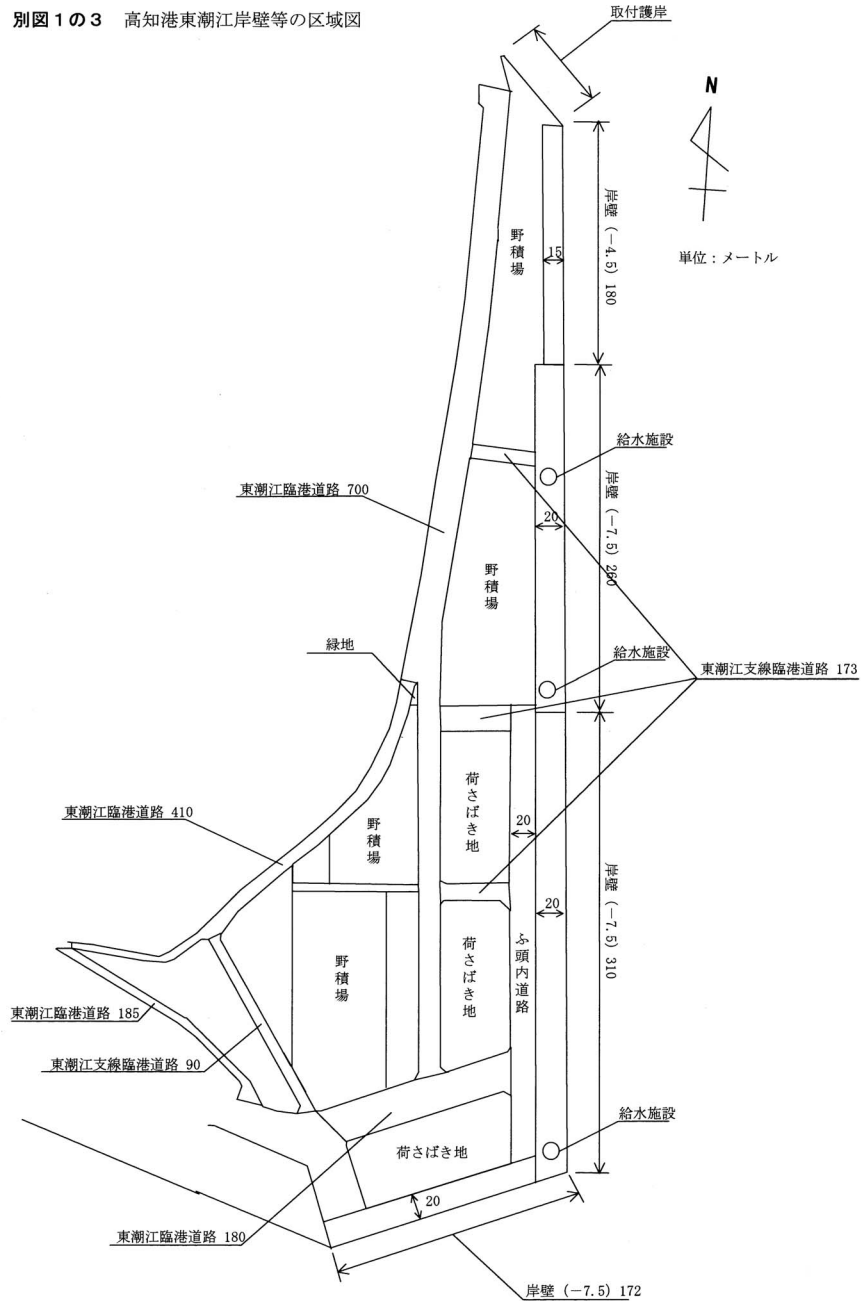 別図1の3 高知港東潮江岸壁等の区域図
取付護岸
N
単位：メートル
岸壁 (－4.5) 180
野積場
15
給水施設
東潮江臨港道路 700
岸壁 (－7.5) 260
20
野積場
緑地
給水施設
東潮江支線臨港道路 173
荷さばき地
東潮江臨港道路 410
野積場
20
岸壁 (－7.5) 310
20
野積場
荷さばき地
ふ頭内道路
東潮江臨港道路 185
東潮江支線臨港道路 90
給水施設
荷さばき地
20
東潮江臨港道路 180
岸壁 (－7.5) 172